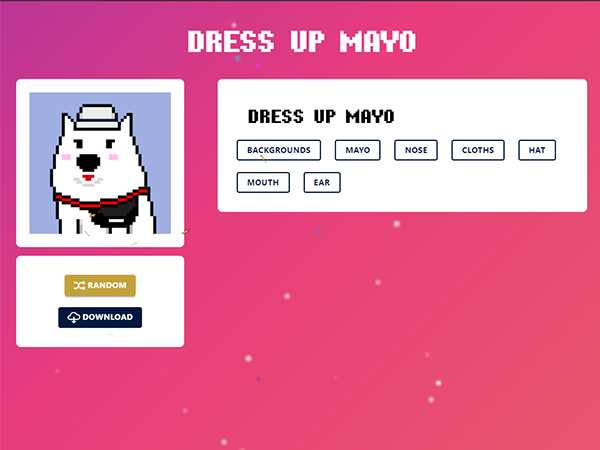 DRESS UP MAYO
DRESS UP MAYO
BACKGROUNDS MAYO NOSE CLOTHS HAT
MOUTH EAR
RANDOM
DOWNLOAD